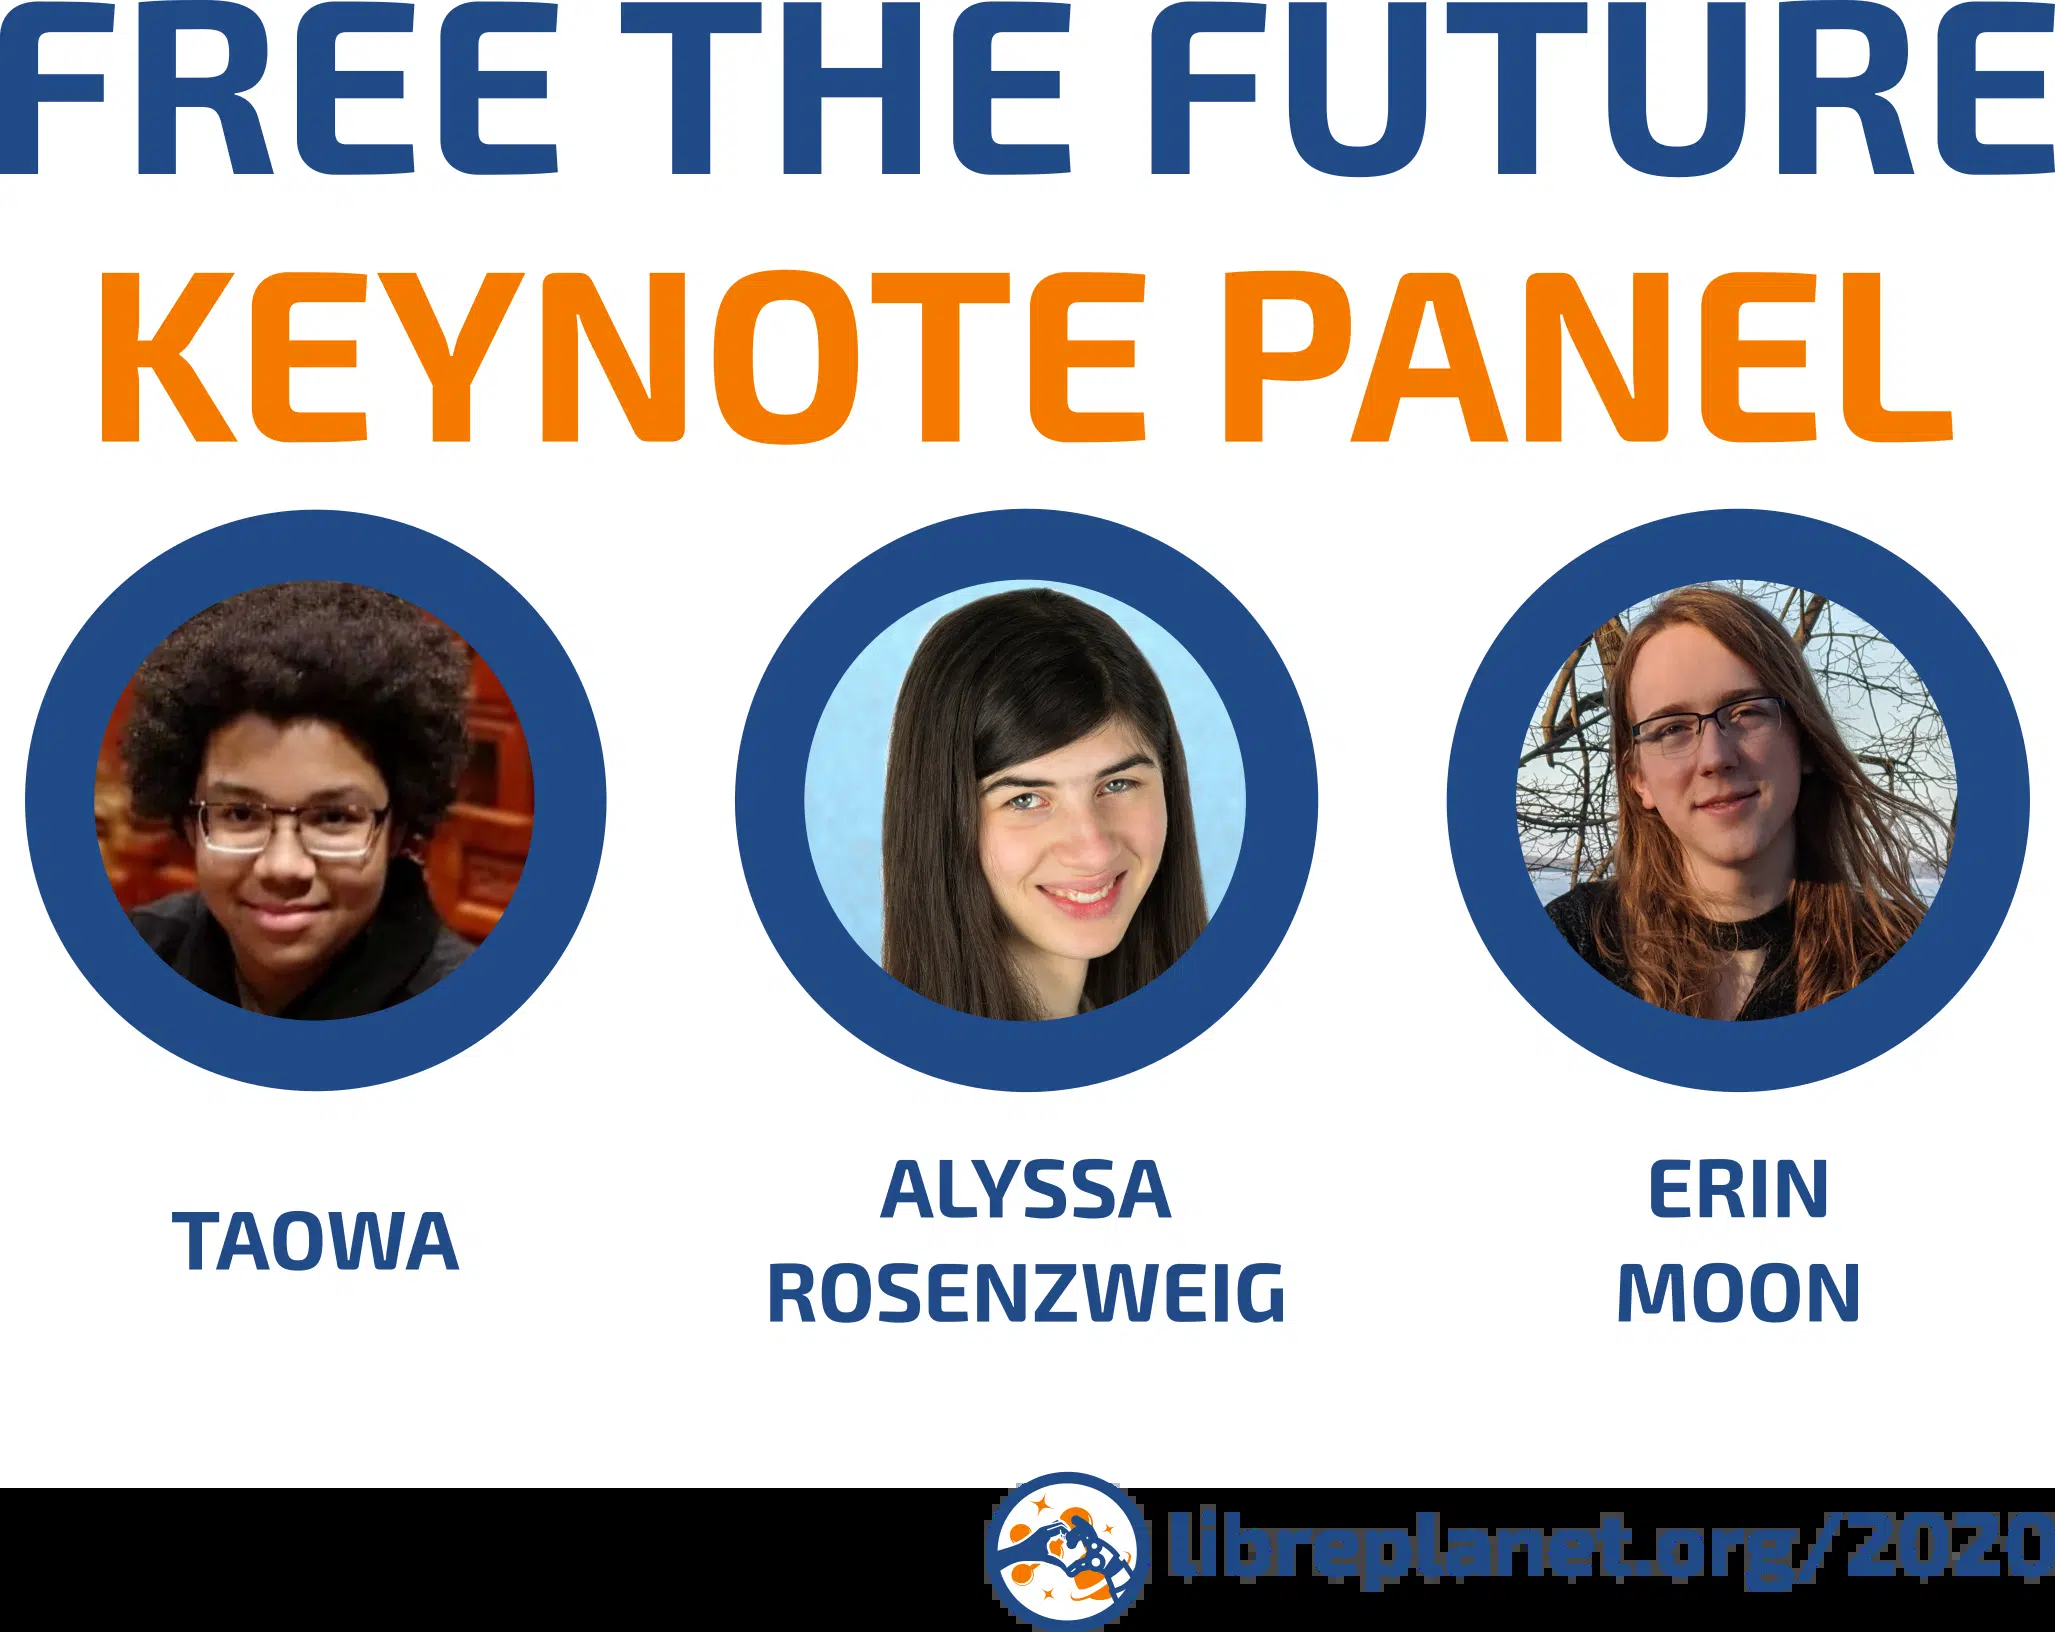 FREE THE FUTURE
KEYNOTE PANEL
TAOWA
ALYSSA
ROSENZWEIG
ERIN
MOON
libreplanet.org/2020